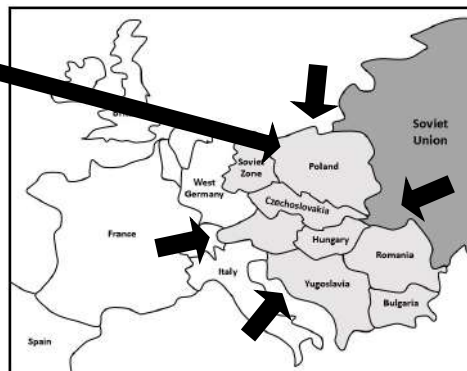 Soviet
Union
Soviet
Zone
Poland
West
Germany
Czechoslovakia
France
Hungary
Romania
Italy
Yugoslavia
Bulgaria
Spain